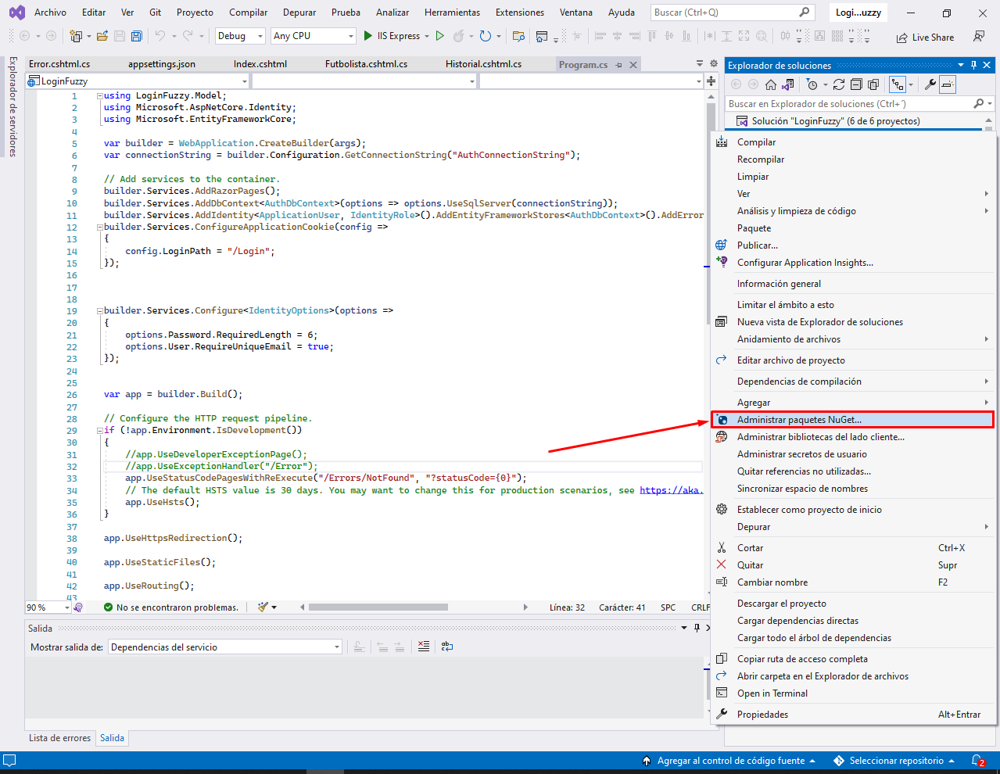 Archivo Editar Ver Git Proyecto Compilar Depurar Prueba Analizar Herramientas Extensiones Ventana Ayuda Buscar (Ctrl+Q) Logi...uzzy
Debug Any CPU IIS Express Live Share
Explorador de servidores
Error.cshtml.cs appsettings.json Index.cshtml Futbolista.cshtml.cs Historial.cshtml.cs Program.cs
LoginFuzzy
1 using LoginFuzzy.Model;
2 using Microsoft.AspNetCore.Identity;
3 using Microsoft.EntityFrameworkCore;
4
5 var builder = WebApplication.CreateBuilder(args);
6 var connectionString = builder.Configuration.GetConnectionString("AuthConnectionString");
7
8 // Add services to the container.
9 builder.Services.AddRazorPages();
10 builder.Services.AddDbContext<AuthDbContext>(options => options.UseSqlServer(connectionString));
11 builder.Services.AddIdentity<ApplicationUser, IdentityRole>().AddEntityFrameworkStores<AuthDbContext>().AddError
12 builder.Services.ConfigureApplicationCookie(config =>
13 {
14 config.LoginPath = "/Login";
15 });
16
17
18
19 builder.Services.Configure<IdentityOptions>(options =>
20 {
21 options.Password.RequiredLength = 6;
22 options.User.RequireUniqueEmail = true;
23 });
24
25
26 var app = builder.Build();
27
28 // Configure the HTTP request pipeline.
29 if (!app.Environment.IsDevelopment())
30 {
31 //app.UseDeveloperExceptionPage();
32 //app.UseExceptionHandler("/Error");
33 app.UseStatusCodePagesWithReExecute("/Errors/NotFound", "?statusCode={0}");
34 // The default HSTS value is 30 days. You may want to change this for production scenarios, see https://aka.
35 app.UseHsts();
36 }
37
38 app.UseHttpsRedirection();
39
40 app.UseStaticFiles();
41
42 app.UseRouting();
43
90 % No se encontraron problemas. Línea: 32 Carácter: 41 SPC CRLF
Salida
Mostrar salida de: Dependencias del servicio
Lista de errores Salida
Explorador de soluciones
Buscar en Explorador de soluciones (Ctrl+´)
Solución "LoginFuzzy" (6 de 6 proyectos)
Compilar
Recompilar
Limpiar
Ver
Análisis y limpieza de código
Paquete
Publicar...
Configurar Application Insights...
Información general
Limitar el ámbito a esto
Nueva vista de Explorador de soluciones
Anidamiento de archivos
Editar archivo de proyecto
Dependencias de compilación
Agregar
Administrar paquetes NuGet...
Administrar bibliotecas del lado cliente...
Administrar secretos de usuario
Quitar referencias no utilizadas...
Sincronizar espacio de nombres
Establecer como proyecto de inicio
Depurar
Cortar Ctrl+X
Quitar Supr
Cambiar nombre F2
Descargar el proyecto
Cargar dependencias directas
Cargar todo el árbol de dependencias
Copiar ruta de acceso completa
Abrir carpeta en el Explorador de archivos
Open in Terminal
Propiedades Alt+Entrar
Agregar al control de código fuente Seleccionar repositorio 2